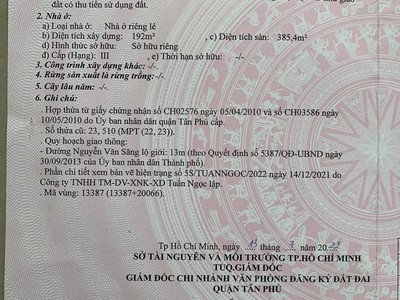 đất có thu tiền sử dụng đất.
2. Nhà ở:
a) Loại nhà ở: Nhà ở riêng lẻ
b) Diện tích xây dựng: 192m² , c) Diện tích sàn: 385,4m²
d) Hình thức sở hữu: Sở hữu riêng
đ) Cấp (Hạng): III e) Thời hạn sở hữu: -/-
3. Công trình xây dựng khác: -/-
4. Rừng sản xuất là rừng trồng: -/-
5. Cây lâu năm: -/-
6. Ghi chú:
- Hợp thửa từ giấy chứng nhận số CH02576 ngày 05/04/2010 và số CH03586 ngày
10/05/2010 do Ủy ban nhân dân quận Tân Phú cấp.
- Số thửa cũ: 23, 510 (MPT (22, 23)).
- Quy hoạch giao thông:
- Đường Nguyễn Văn Săng lộ giới: 13m (theo Quyết định số 5387/QĐ-UBND ngày
30/09/2013 của Ủy ban nhân dân Thành phố).
- Phần chi tiết xem bản vẽ hiện trạng số 5S/TUANNGOC/2022 ngày 14/12/2021 do
Công ty TNHH TM-DV-XNK-XD Tuấn Ngọc lập.
- Mã vùng: 13387 (13387+20066).
Tp Hồ Chí Minh, ngày 13 tháng 7 năm 20
SỞ TÀI NGUYÊN VÀ MÔI TRƯỜNG TP.HỒ CHÍ MINH
TUQ.GIÁM ĐỐC
GIÁM ĐỐC CHI NHÁNH VĂN PHÒNG ĐĂNG KÝ ĐẤT ĐAI
QUẬN TÂN PHÚ